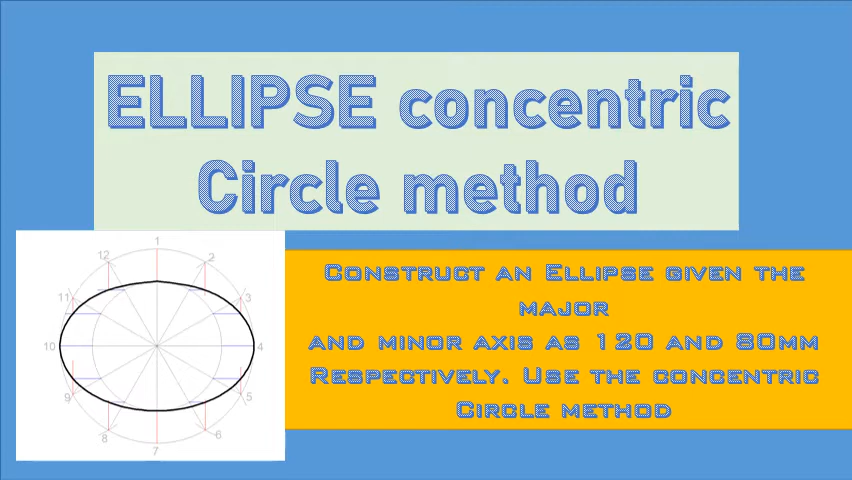 ELLIPSE concentric
Circle method
Construct an Ellipse given the
major
and minor axis as 120 and 80mm
Respectively. Use the concentric
Circle method
1
12
2
11
3
10
4
9
5
8
6
7